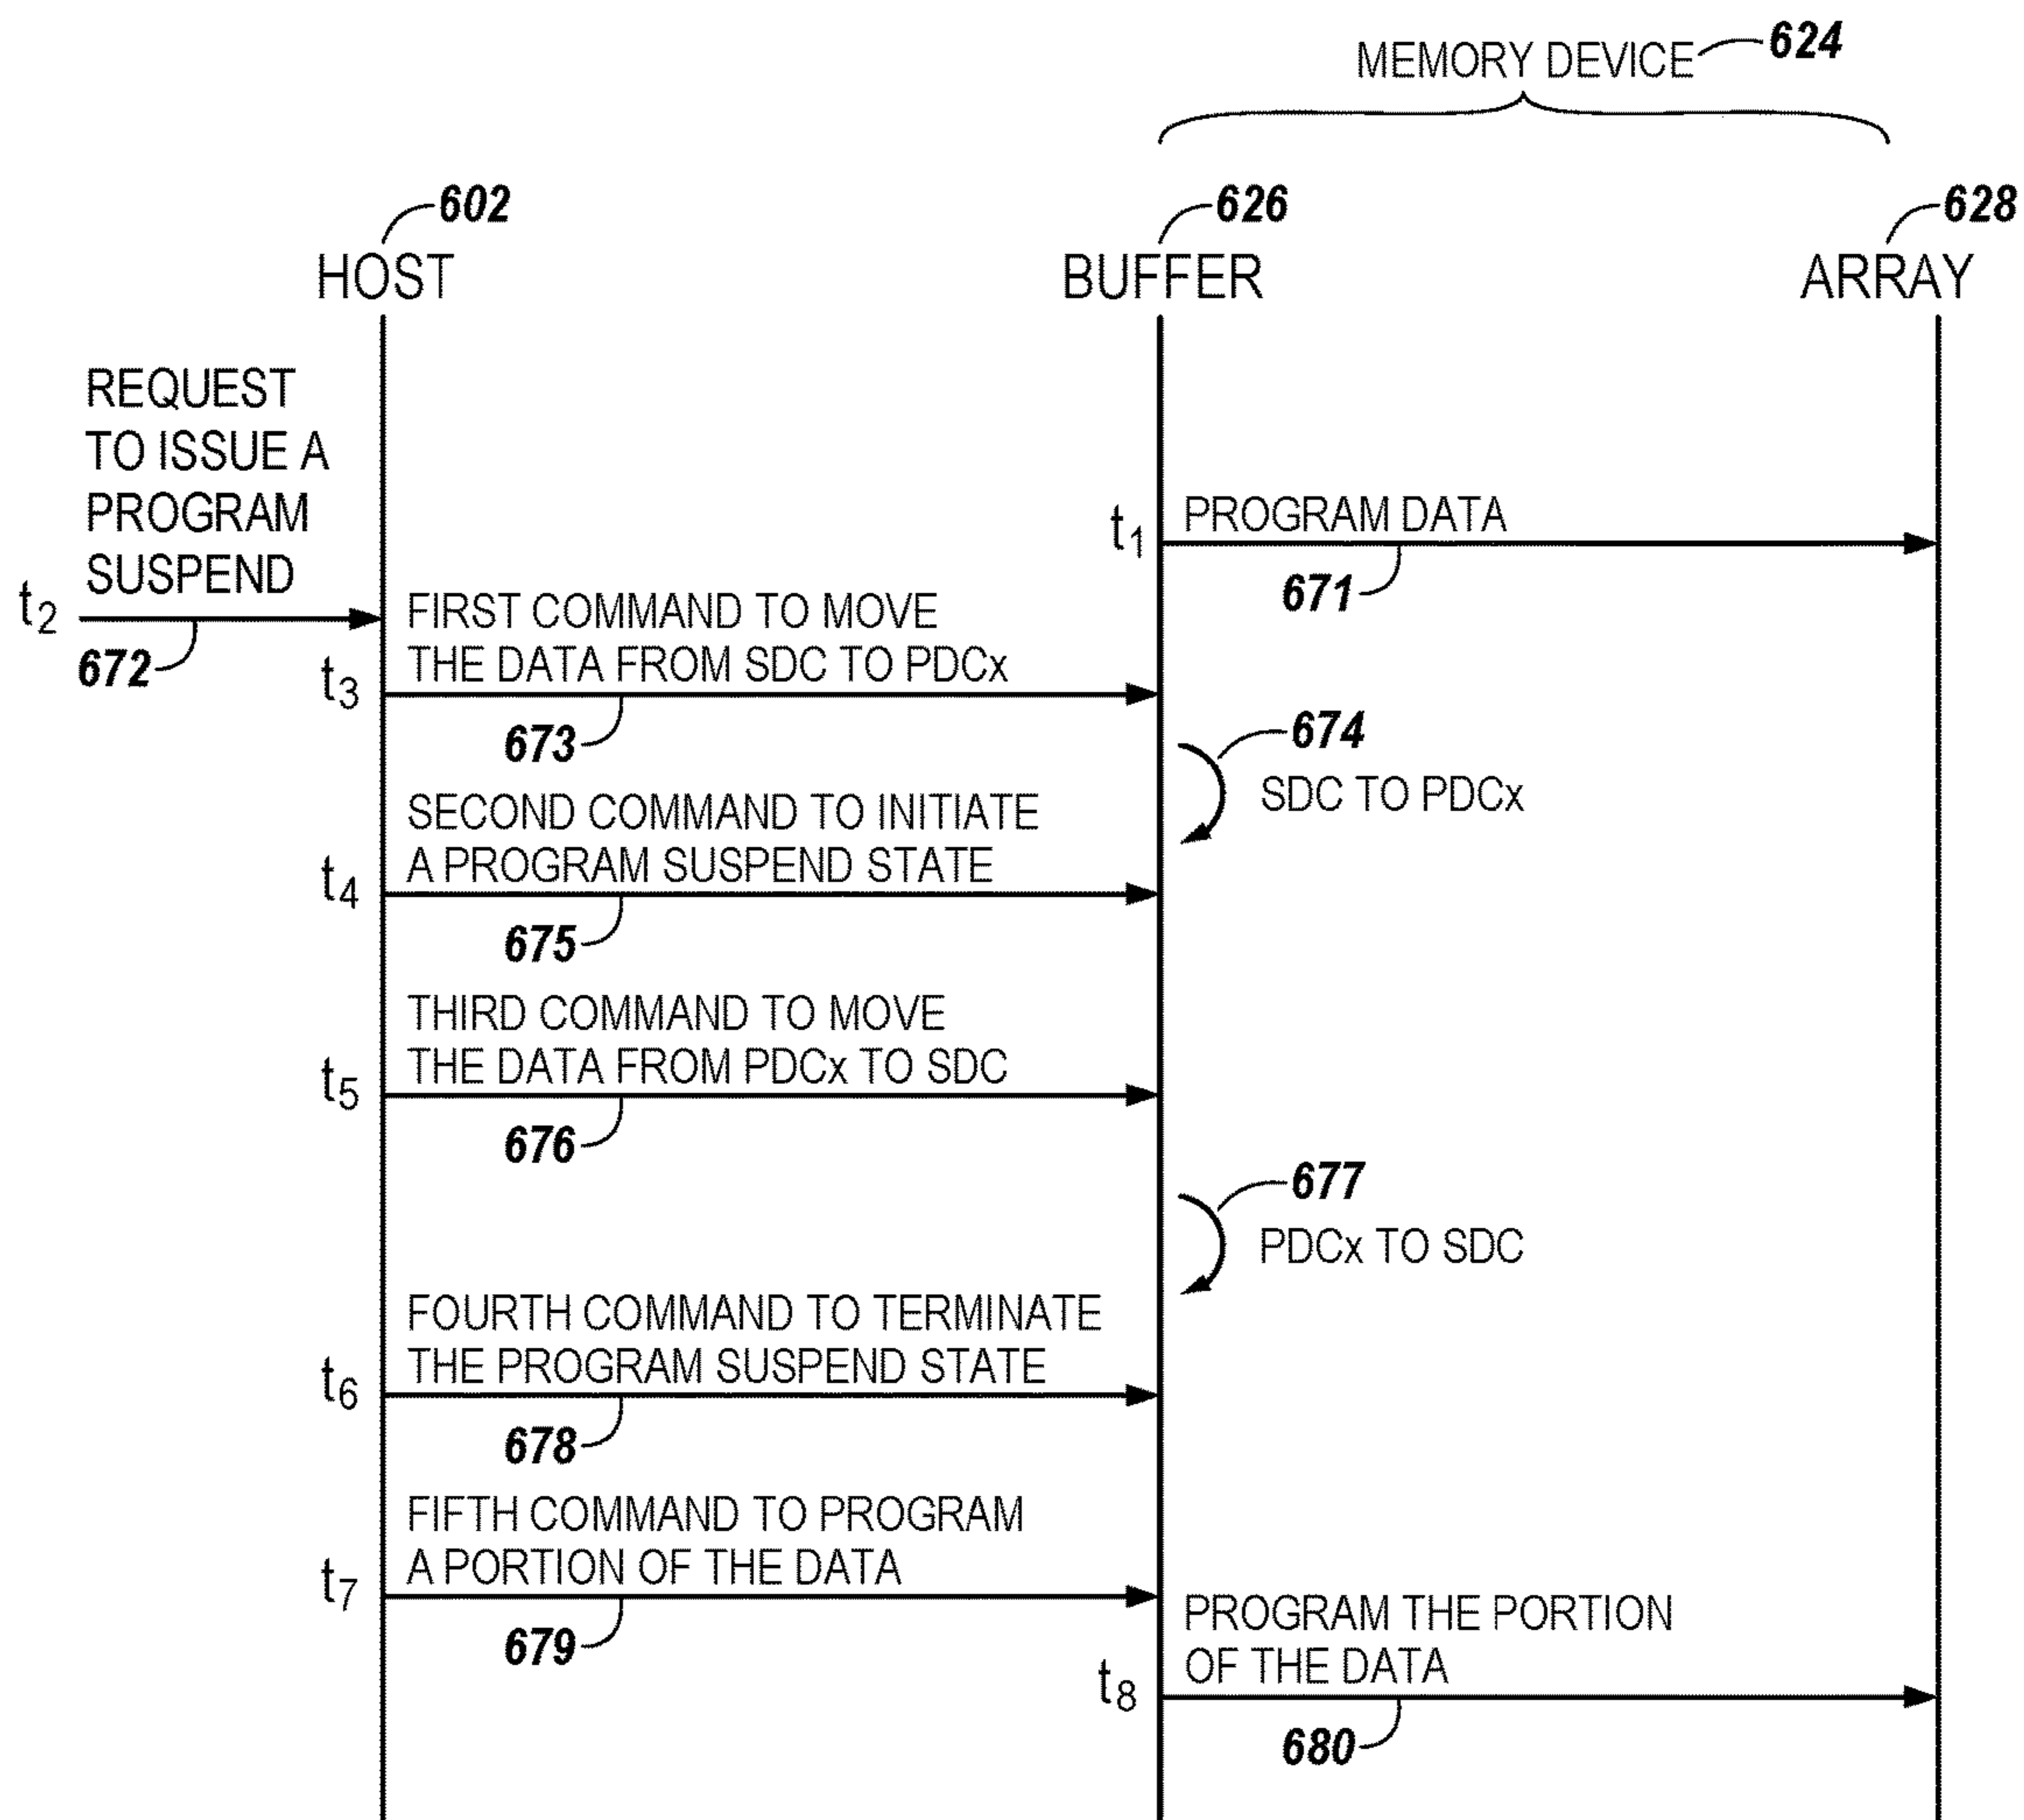 MEMORY DEVICE 624
602
626
628
HOST
BUFFER
ARRAY
REQUEST
TO ISSUE A
PROGRAM
SUSPEND
t1
PROGRAM DATA
671
t2
672
FIRST COMMAND TO MOVE
THE DATA FROM SDC TO PDCx
t3
673
674
SDC TO PDCx
SECOND COMMAND TO INITIATE
A PROGRAM SUSPEND STATE
t4
675
THIRD COMMAND TO MOVE
THE DATA FROM PDCx TO SDC
t5
676
677
PDCx TO SDC
FOURTH COMMAND TO TERMINATE
THE PROGRAM SUSPEND STATE
t6
678
FIFTH COMMAND TO PROGRAM
A PORTION OF THE DATA
t7
679
PROGRAM THE PORTION
OF THE DATA
t8
680